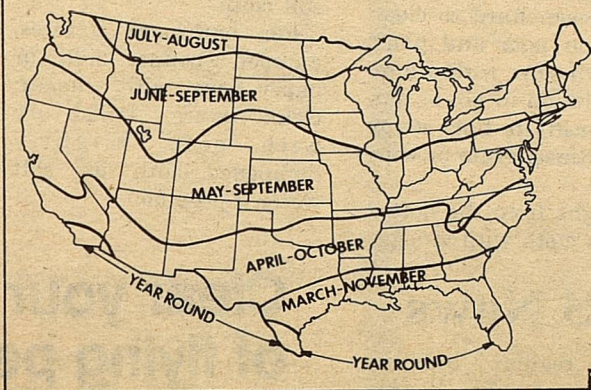 JULY-AUGUST
JUNE-SEPTEMBER
MAY-SEPTEMBER
APRIL-OCTOBER
MARCH-NOVEMBER
YEAR ROUND
YEAR ROUND